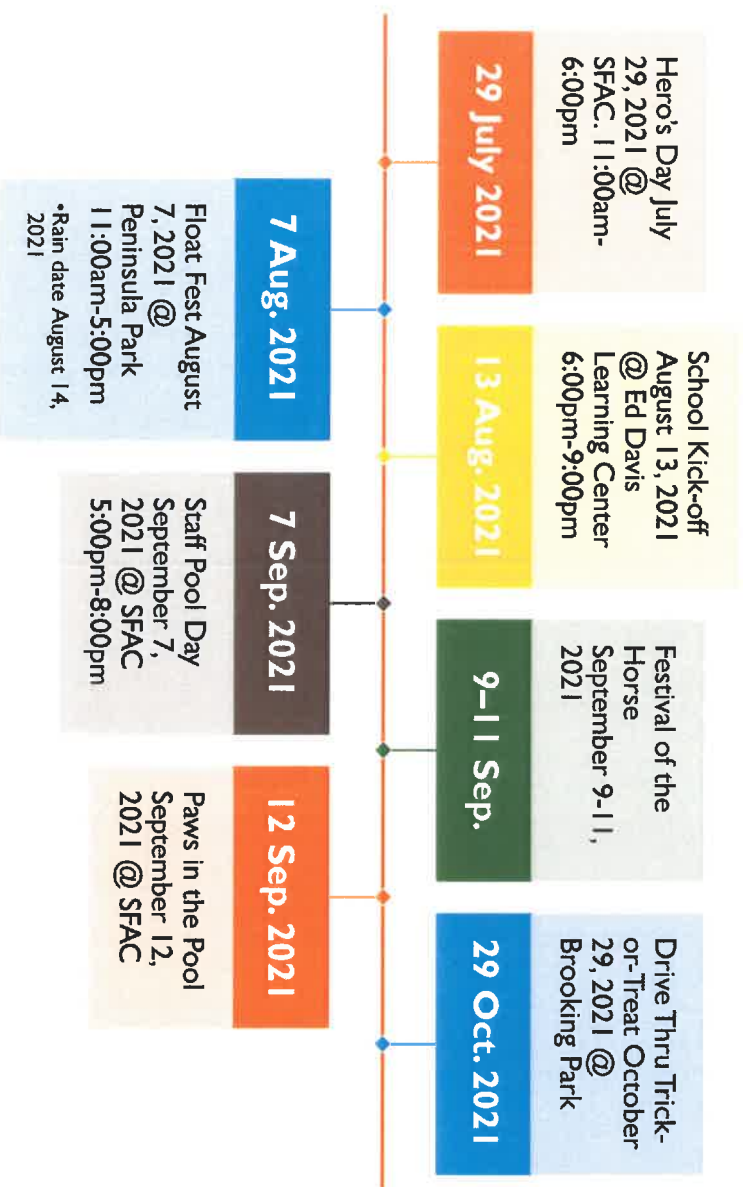 Hero's Day July
29, 2021 @
SFAC. 11:00am-
6:00pm
29 July 2021
7 Aug. 2021
Float Fest August
7, 2021 @
Peninsula Park
11:00am-5:00pm
•Rain date August 14,
2021
School Kick-off
August 13, 2021
@ Ed Davis
Learning Center
6:00pm-9:00pm
13 Aug. 2021
7 Sep. 2021
Staff Pool Day
September 7,
2021 @ SFAC
5:00pm-8:00pm
Festival of the
Horse
September 9-11,
2021
9–11 Sep.
12 Sep. 2021
Paws in the Pool
September 12,
2021 @ SFAC
Drive Thru Trick-
or-Treat October
29, 2021 @
Brooking Park
29 Oct. 2021